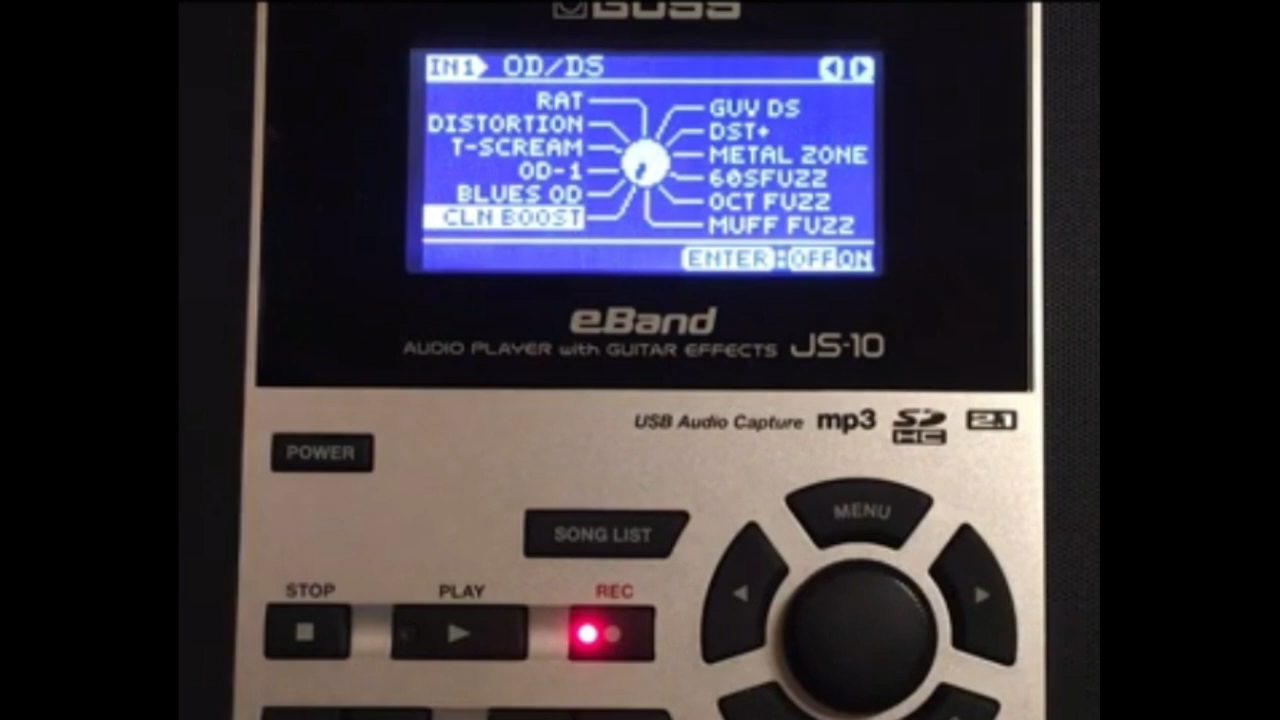 BOSS
IN1 OD/DS
RAT
DISTORTION
T-SCREAM
OD-1
BLUES OD
CLN BOOST
GUV DS
DST+
METAL ZONE
60SFUZZ
OCT FUZZ
MUFF FUZZ
ENTER:OFF ON
eBand
AUDIO PLAYER with GUITAR EFFECTS JS-10
USB Audio Capture mp3 SD HC 2.1
POWER
MENU
SONG LIST
STOP PLAY REC